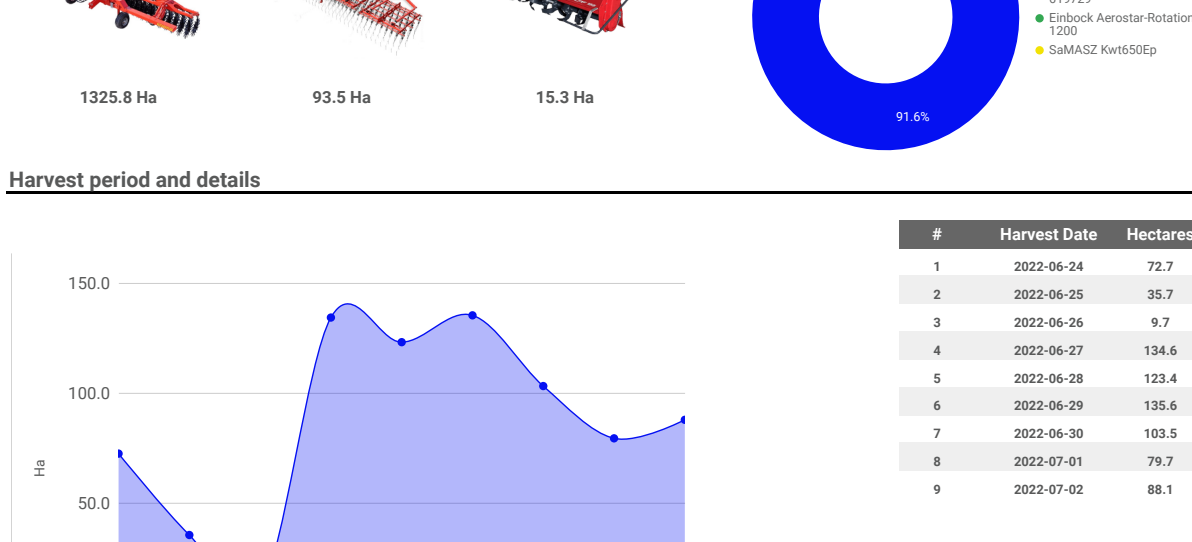 Einbock Aerostar-Rotation
1200
SaMASZ Kwt650Ep
1325.8 Ha
93.5 Ha
15.3 Ha
91.6%
Harvest period and details
150.0
100.0
50.0
Ha
# Harvest Date Hectares
1 2022-06-24 72.7
2 2022-06-25 35.7
3 2022-06-26 9.7
4 2022-06-27 134.6
5 2022-06-28 123.4
6 2022-06-29 135.6
7 2022-06-30 103.5
8 2022-07-01 79.7
9 2022-07-02 88.1